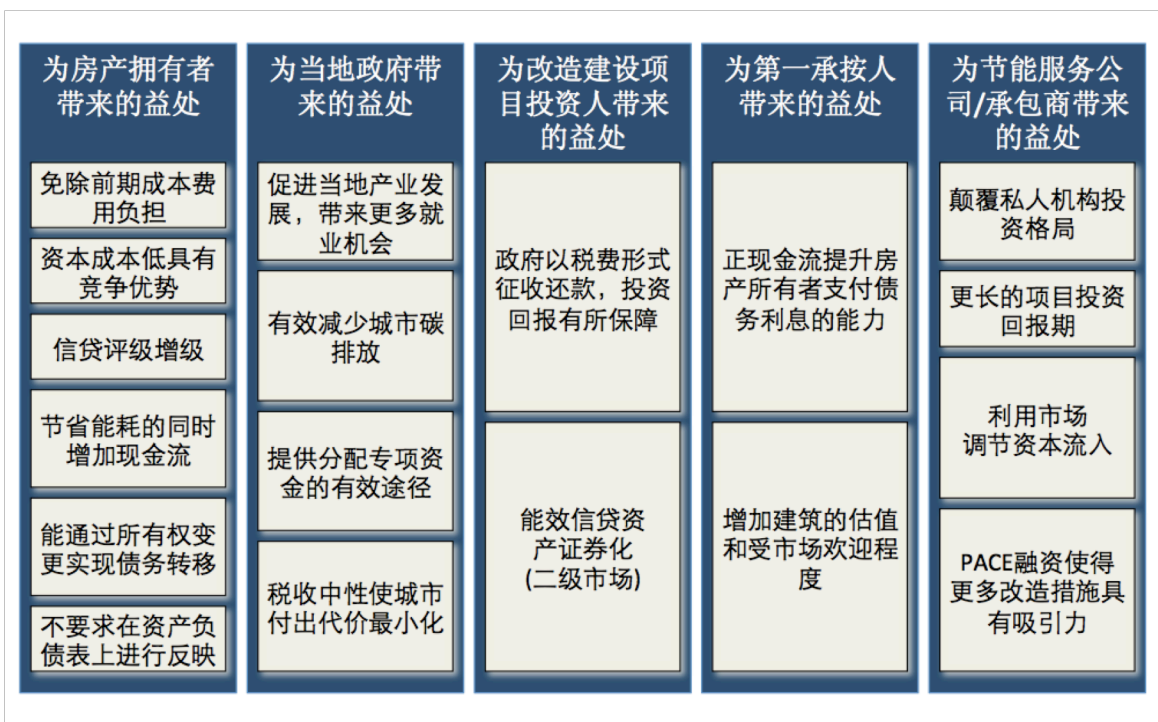 为房产拥有者
带来的益处
免除前期成本费
用负担
资本成本低具有
竞争优势
信贷评级增级
节省能耗的同时
增加现金流
能通过所有权变
更实现债务转移
不要求在资产负
债表上进行反映
为当地政府带
来的益处
促进当地产业发
展，带来更多就
业机会
有效减少城市碳
排放
提供分配专项资
金的有效途径
税收中性使城市
付出代价最小化
为改造建设项
目投资人带来
的益处
政府以税费形式
征收还款，投资
回报有所保障
能效信贷资
产证券化
(二级市场)
为第一承按人
带来的益处
正现金流提升房
产所有者支付债
务利息的能力
增加建筑的估值
和受市场欢迎程
度
为节能服务公
司/承包商带来
的益处
颠覆私人机构投
资格局
更长的项目投资
回报期
利用市场
调节资本流入
PACE融资使得
更多改造措施具
有吸引力